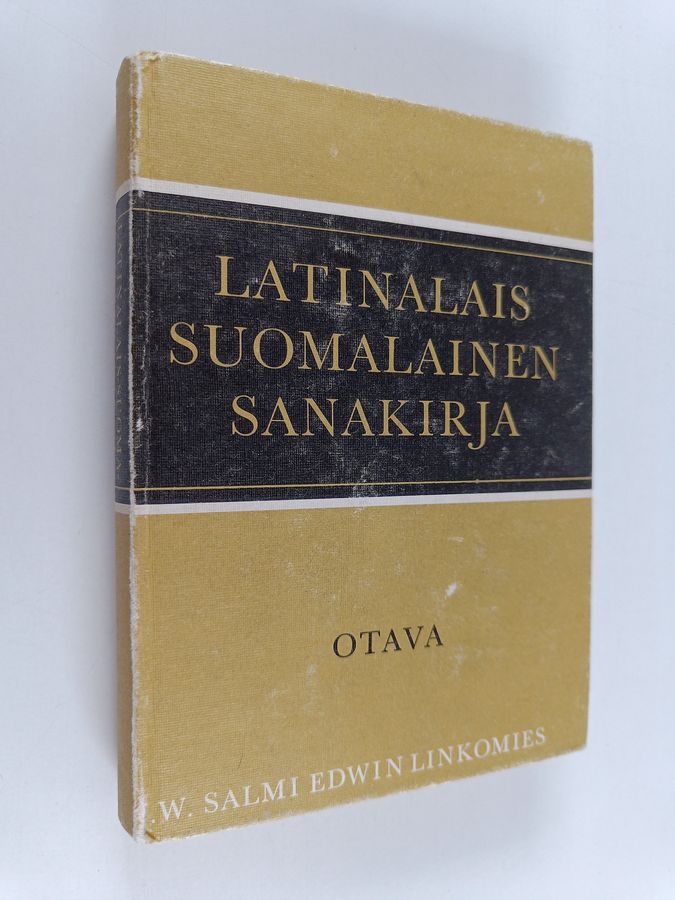 LATINALAIS
SUOMALAINEN
SANAKIRJA
OTAVA
.W. SALMI EDWIN LINKOMIES